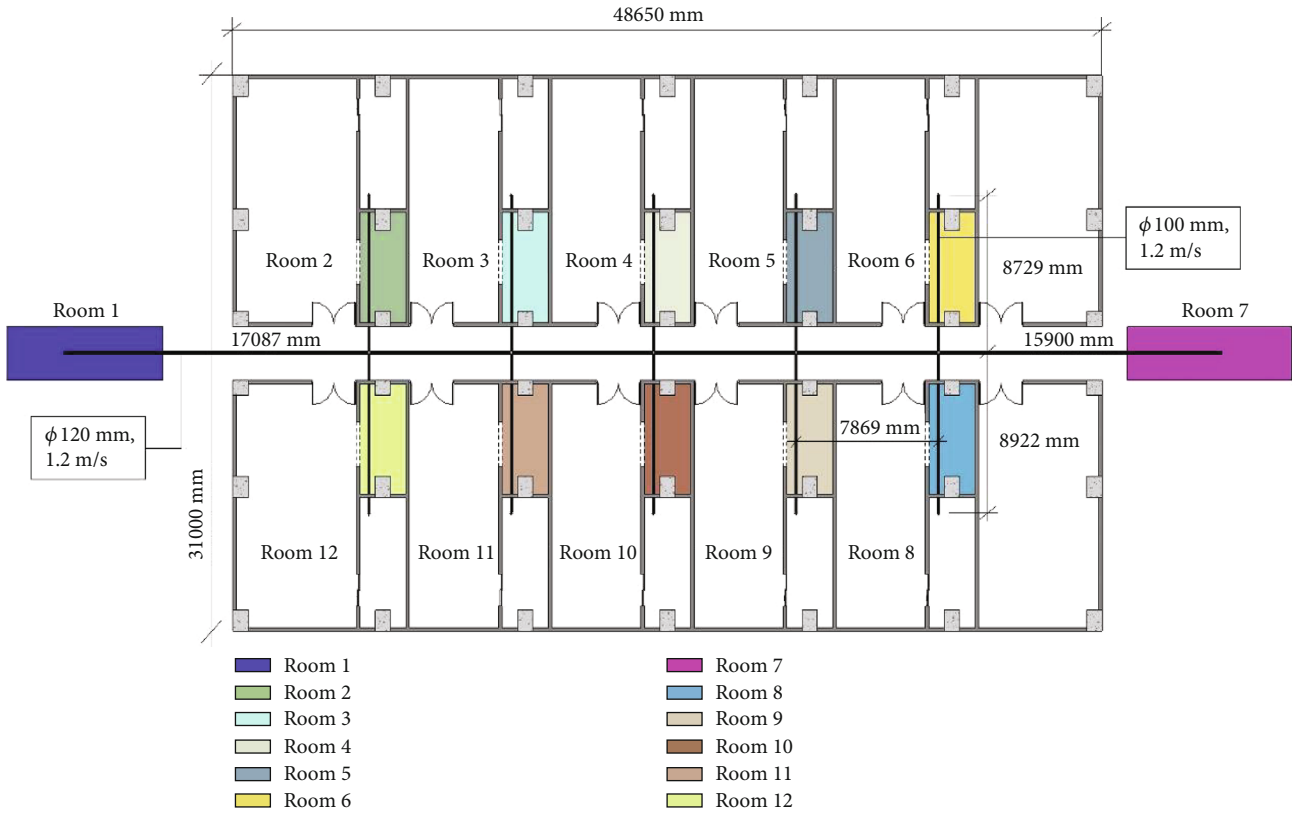 48650 mm
Room 2
Room 3
Room 4
Room 5
Room 6
ϕ100 mm,
1.2 m/s
8729 mm
Room 1
Room 7
17087 mm
15900 mm
ϕ120 mm,
1.2 m/s
7869 mm
8922 mm
31000 mm
Room 12
Room 11
Room 10
Room 9
Room 8
Room 1
Room 2
Room 3
Room 4
Room 5
Room 6
Room 7
Room 8
Room 9
Room 10
Room 11
Room 12